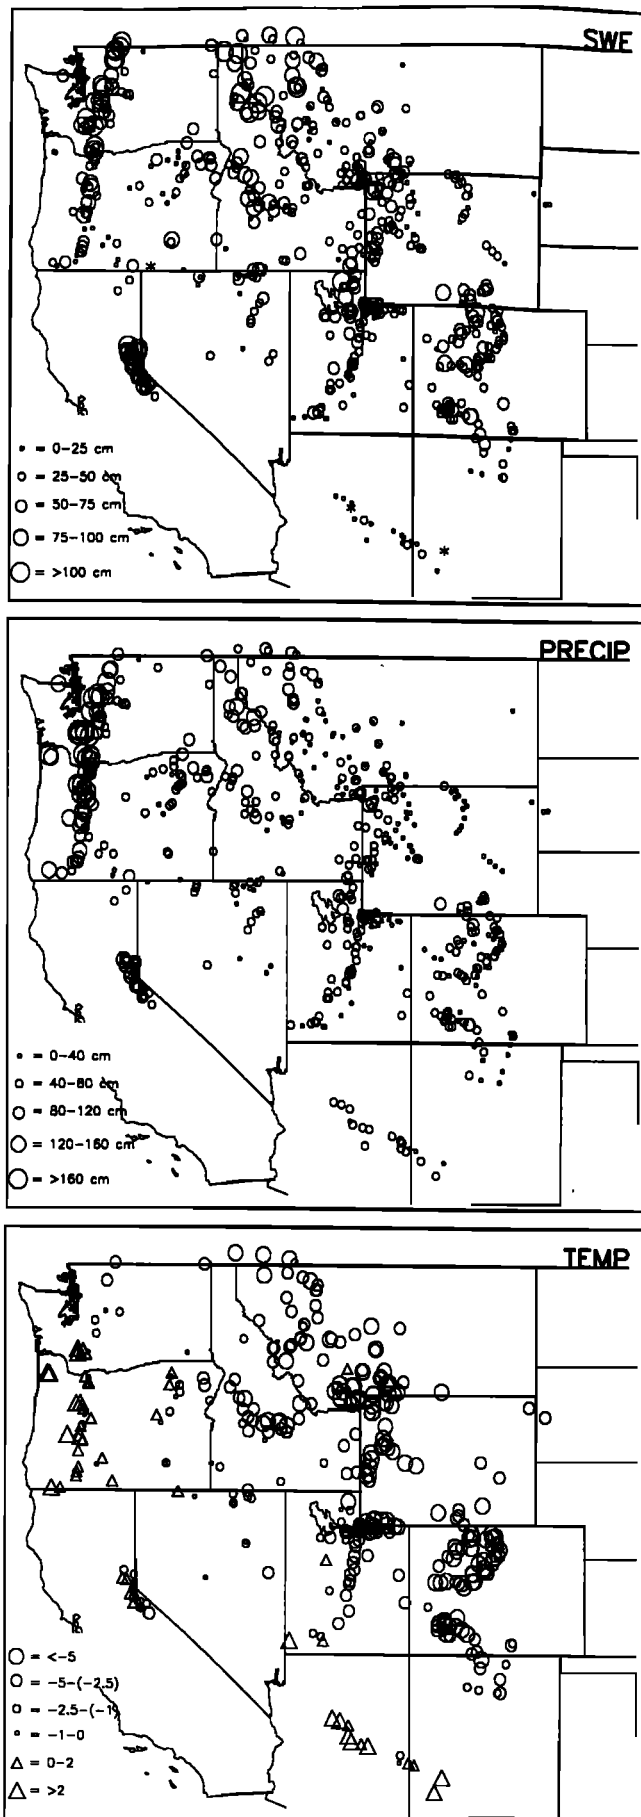 SWE
= 0-25 cm
= 25-50 cm
= 50-75 cm
= 75-100 cm
= >100 cm
PRECIP
= 0-40 cm
= 40-80 cm
= 80-120 cm
= 120-160 cm
= >160 cm
TEMP
= <-5
= -5-(-2.5)
= -2.5-(-1)
= -1-0
= 0-2
= >2